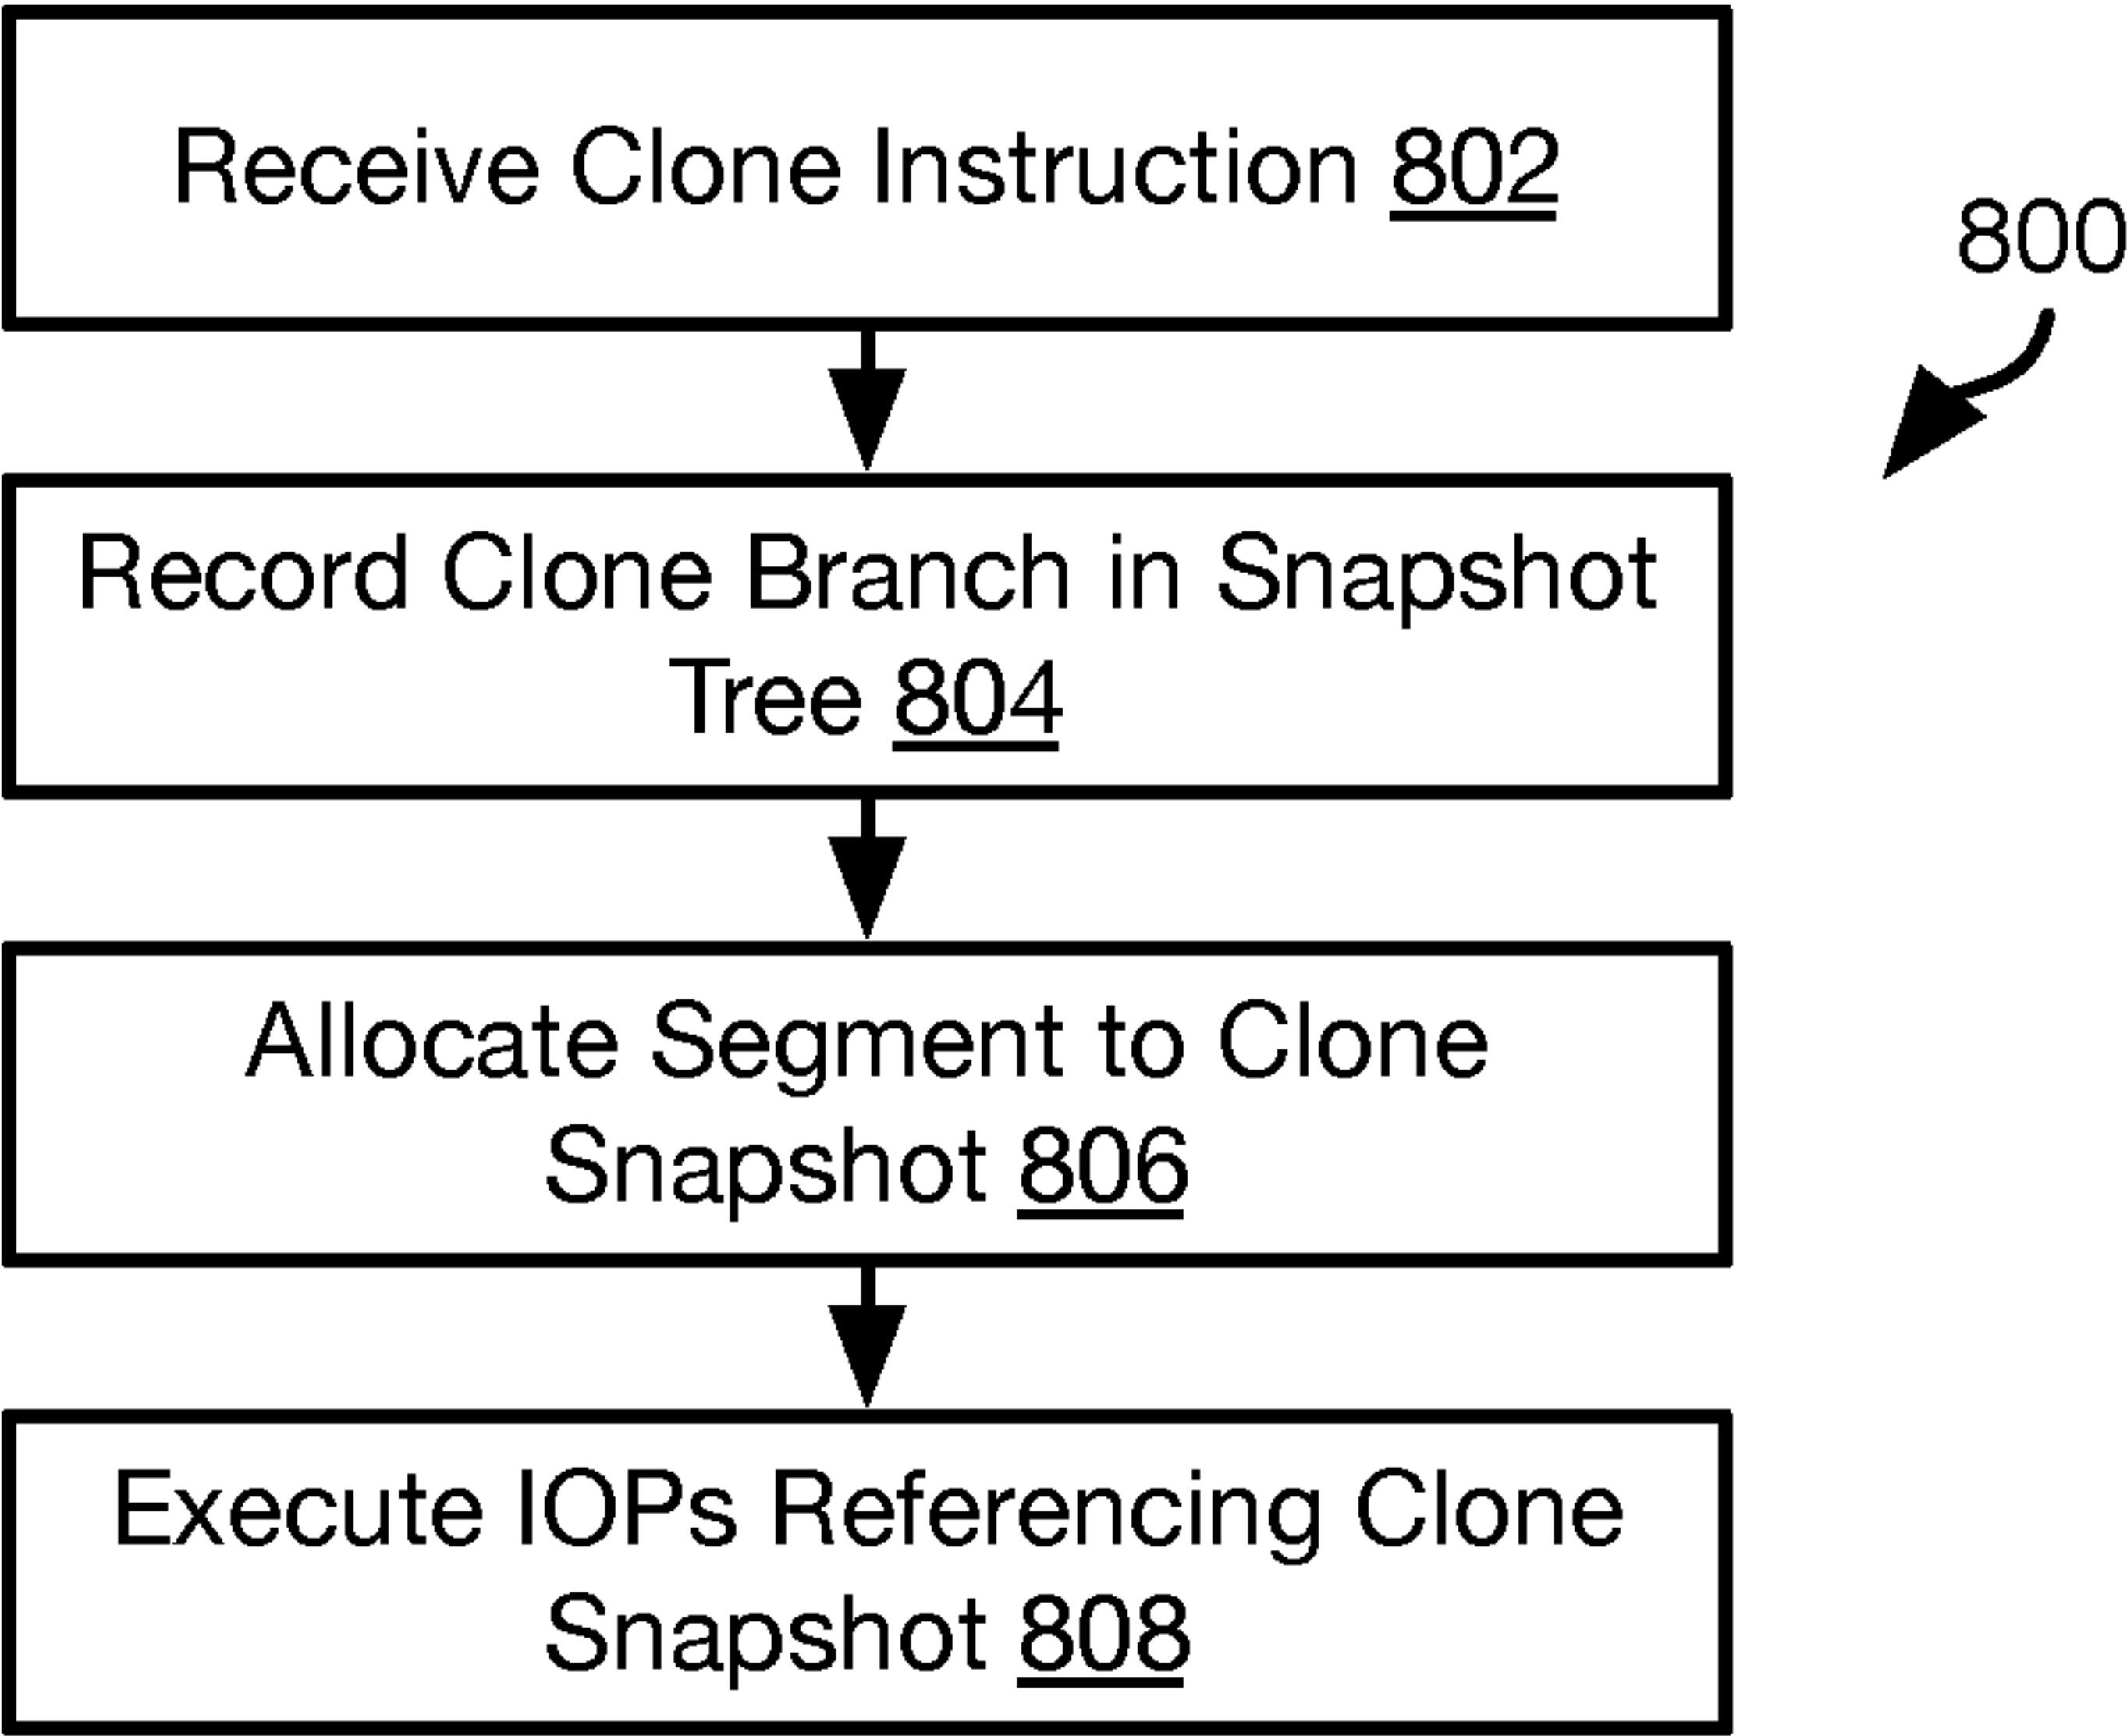 Receive Clone Instruction 802
800
Record Clone Branch in Snapshot
Tree 804
Allocate Segment to Clone
Snapshot 806
Execute IOPs Referencing Clone
Snapshot 808